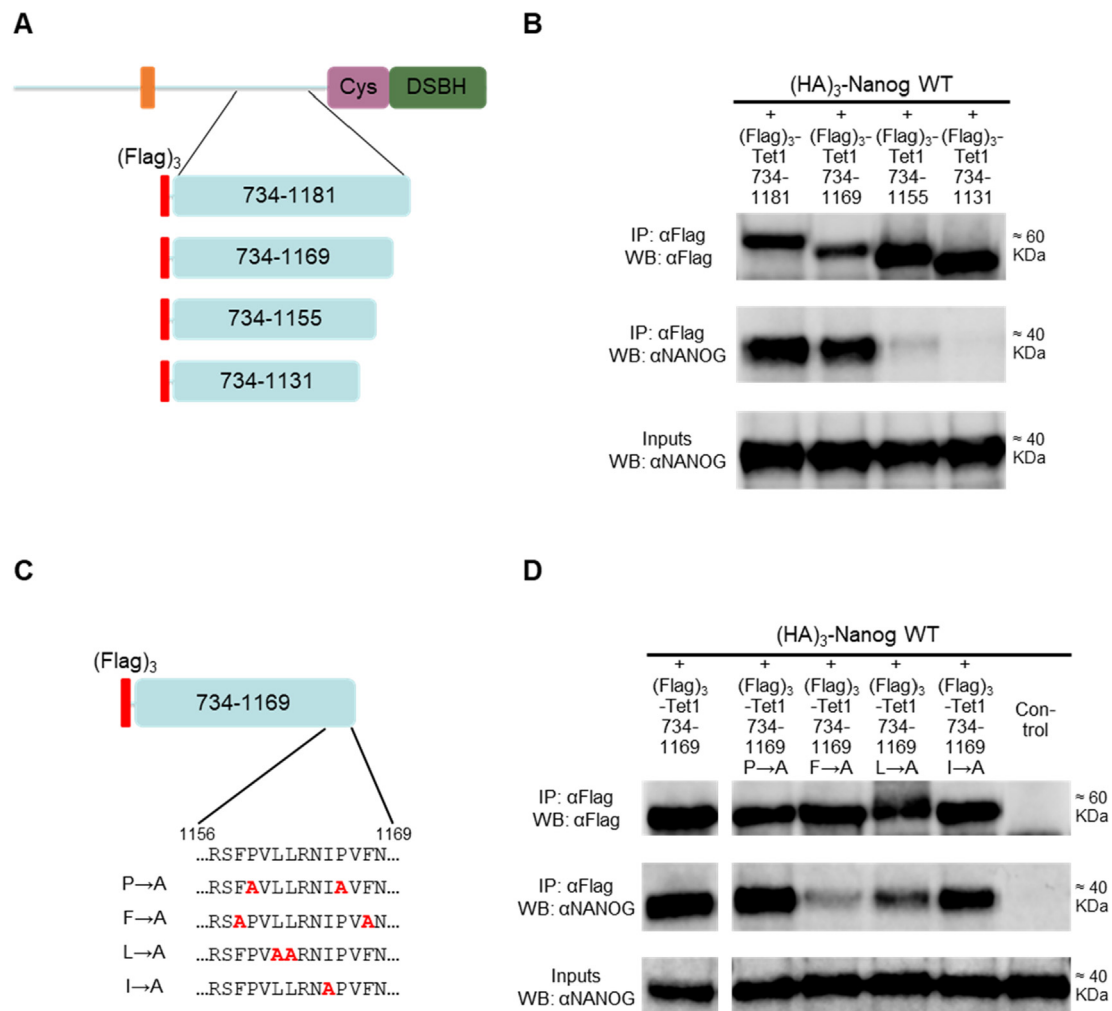 A
Cys DSBH
(Flag)3
734-1181
734-1169
734-1155
734-1131
B
(HA)3-Nanog WT
+ + + +
(Flag)3- (Flag)3- (Flag)3- (Flag)3-
Tet1 Tet1 Tet1 Tet1
734- 734- 734- 734-
1181 1169 1155 1131
IP: αFlag
WB: αFlag
≈ 60
KDa
IP: αFlag
WB: αNANOG
≈ 40
KDa
Inputs
WB: αNANOG
≈ 40
KDa
C
(Flag)3
734-1169
1156 1169
...RSFPVLLRNIPVFN...
P→A ...RSFAVLLRNIAVFN...
F→A ...RSAPVLLRNIPVAN...
L→A ...RSFPVAARNIPVFN...
I→A ...RSFPVLLRNAPVFN...
D
(HA)3-Nanog WT
+ + + + +
(Flag)3 (Flag)3 (Flag)3 (Flag)3 (Flag)3
-Tet1 -Tet1 -Tet1 -Tet1 -Tet1 Con-
734- 734- 734- 734- 734- trol
1169 1169 1169 1169 1169
P→A F→A L→A I→A
IP: αFlag
WB: αFlag
≈ 60
KDa
IP: αFlag
WB: αNANOG
≈ 40
KDa
Inputs
WB: αNANOG
≈ 40
KDa